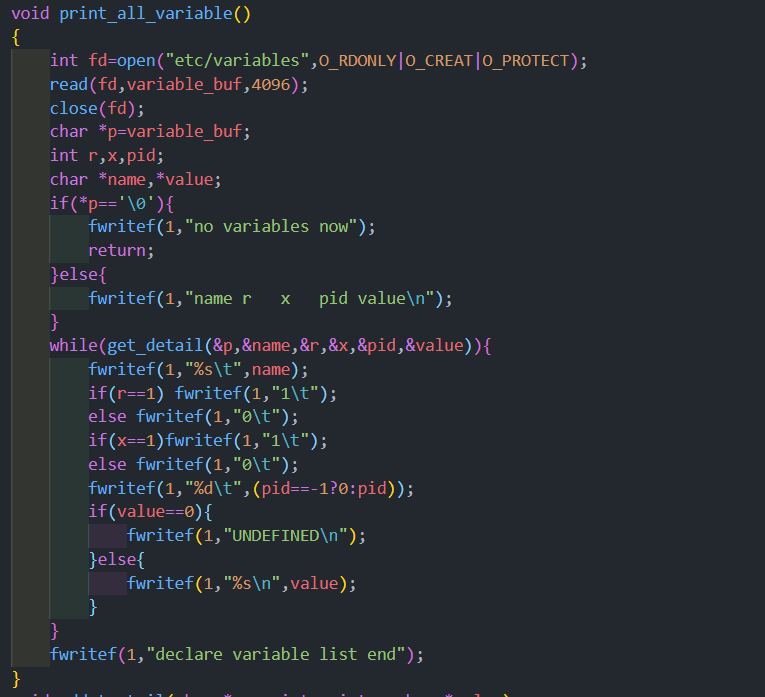 void print_all_variable()
{
    int fd=open("etc/variables",O_RDONLY|O_CREAT|O_PROTECT);
    read(fd,variable_buf,4096);
    close(fd);
    char *p=variable_buf;
    int r,x,pid;
    char *name,*value;
    if(*p=='\0'){
        fwritef(1,"no variables now");
        return;
    }else{
        fwritef(1,"name r   x   pid value\n");
    }
    while(get_detail(&p,&name,&r,&x,&pid,&value)){
        fwritef(1,"%s\t",name);
        if(r==1) fwritef(1,"1\t");
        else fwritef(1,"0\t");
        if(x==1)fwritef(1,"1\t");
        else fwritef(1,"0\t");
        fwritef(1,"%d\t",(pid==-1?0:pid));
        if(value==0){
            fwritef(1,"UNDEFINED\n");
        }else{
            fwritef(1,"%s\n",value);
        }
    }
    fwritef(1,"declare variable list end");
}